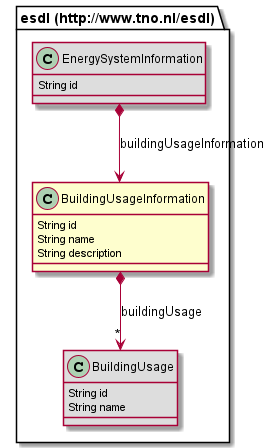 esdl (http://www.tno.nl/esdl)
C EnergySystemInformation
String id
buildingUsageInformation
C BuildingUsageInformation
String id
String name
String description
buildingUsage
*
C BuildingUsage
String id
String name